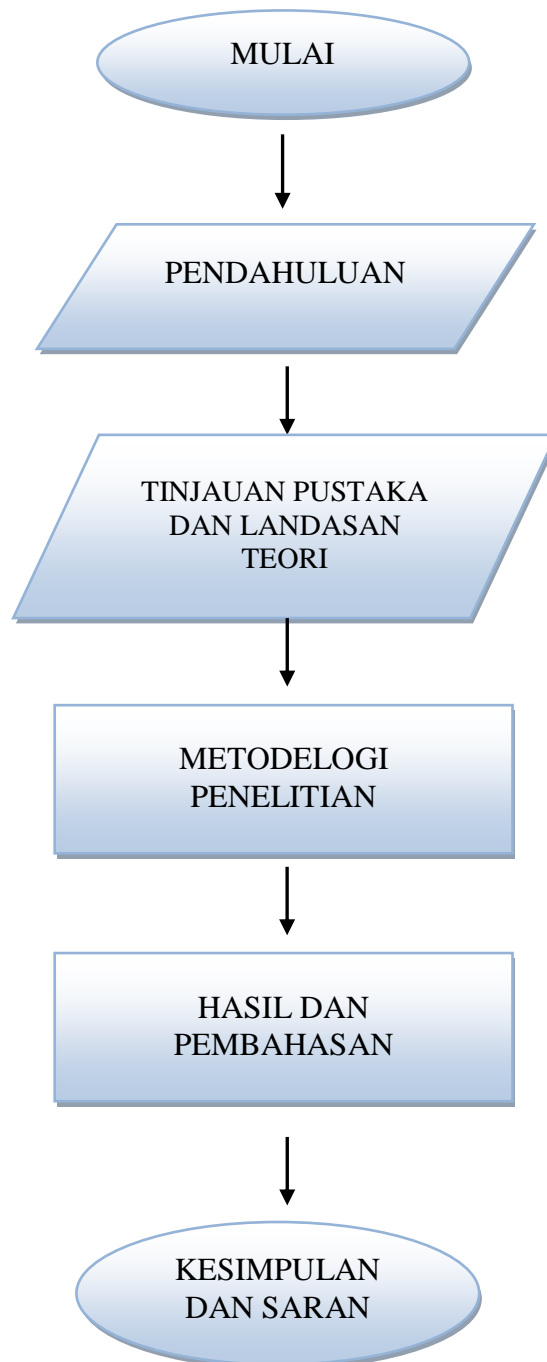 MULAI
PENDAHULUAN
TINJAUAN PUSTAKA
DAN LANDASAN
TEORI
METODELOGI
PENELITIAN
HASIL DAN
PEMBAHASAN
KESIMPULAN
DAN SARAN